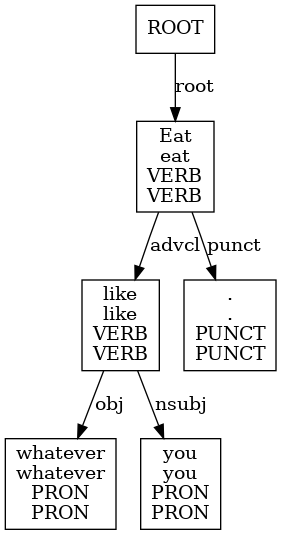 ROOT
root
Eat
eat
VERB
VERB
advcl punct
like
like
VERB
VERB
.
.
PUNCT
PUNCT
obj nsubj
whatever
whatever
PRON
PRON
you
you
PRON
PRON